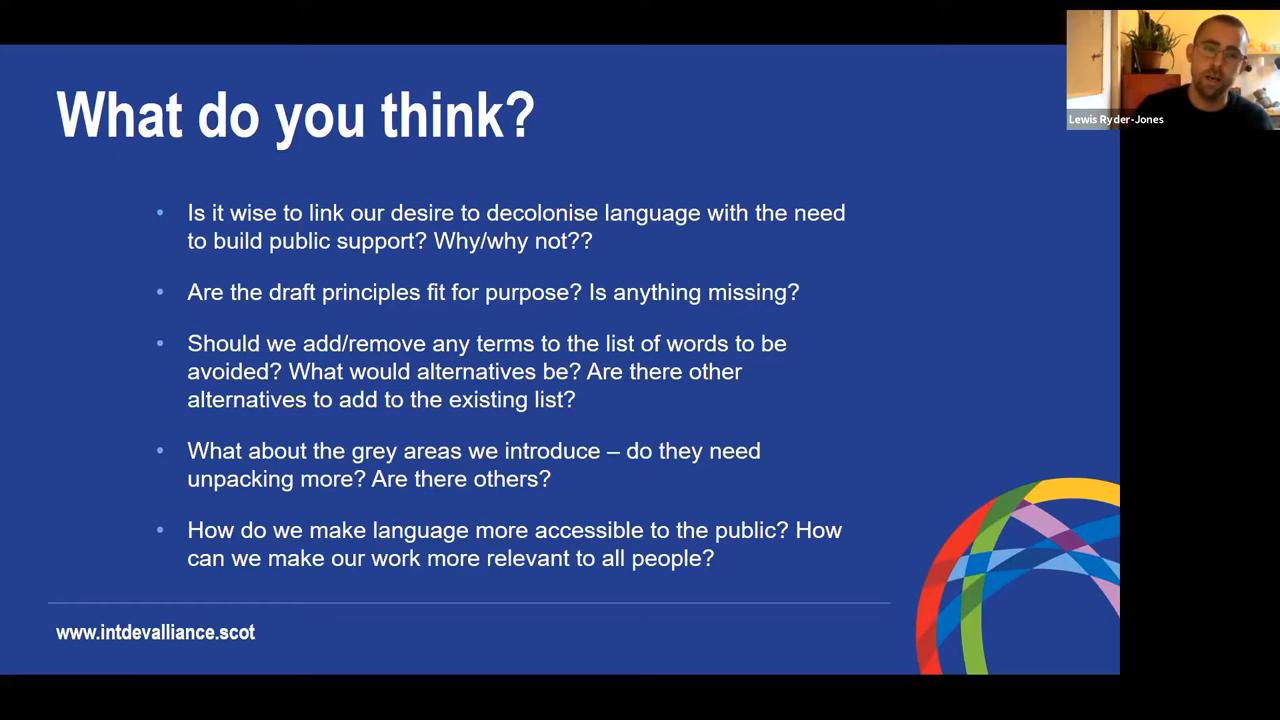 What do you think?
Lewis Ryder-Jones
• Is it wise to link our desire to decolonise language with the need
to build public support? Why/why not??
• Are the draft principles fit for purpose? Is anything missing?
• Should we add/remove any terms to the list of words to be
avoided? What would alternatives be? Are there other
alternatives to add to the existing list?
• What about the grey areas we introduce – do they need
unpacking more? Are there others?
• How do we make language more accessible to the public? How
can we make our work more relevant to all people?
www.intdevalliance.scot